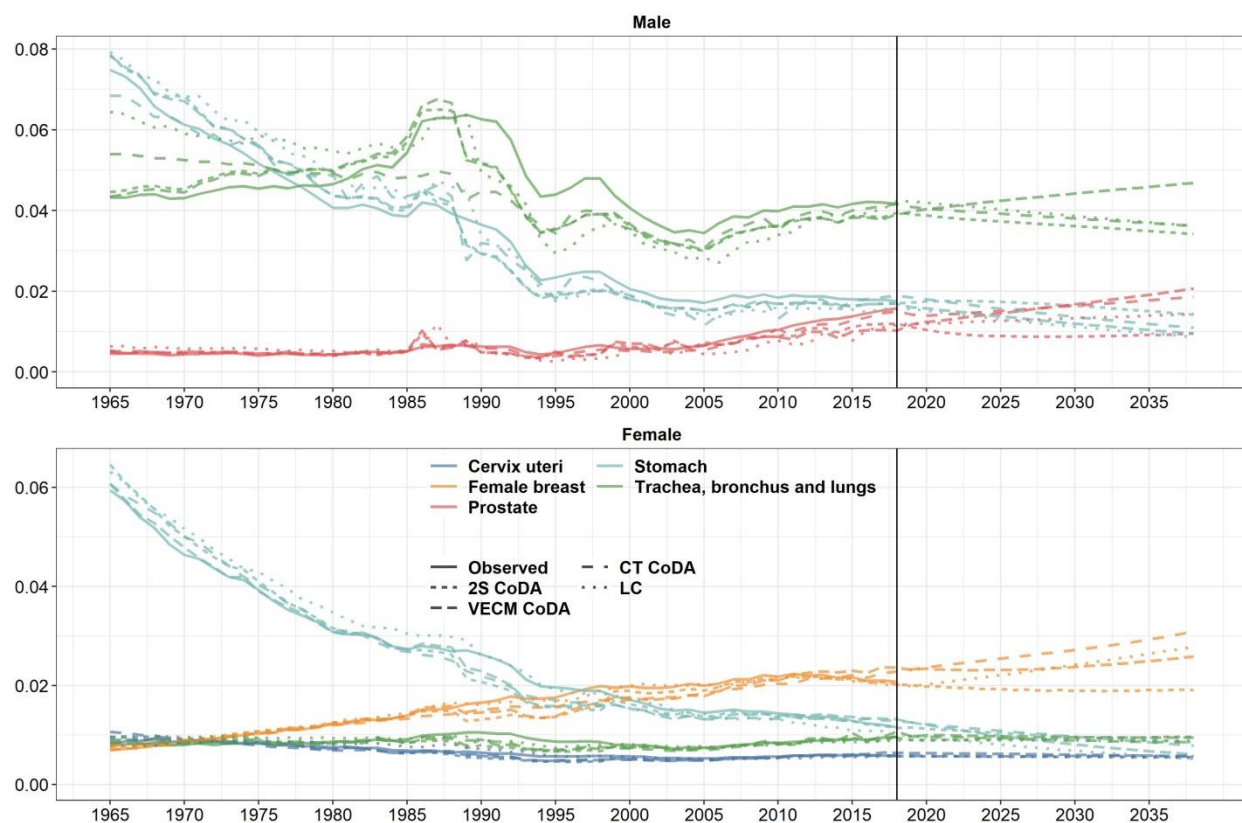 Male
0.08
0.06
0.04
0.02
0.00
1965 1970 1975 1980 1985 1990 1995 2000 2005 2010 2015 2020 2025 2030 2035
Female
Cervix uteri Stomach
Female breast Trachea, bronchus and lungs
Prostate
Observed CT CoDA
2S CoDA LC
VECM CoDA
0.06
0.04
0.02
0.00
1965 1970 1975 1980 1985 1990 1995 2000 2005 2010 2015 2020 2025 2030 2035